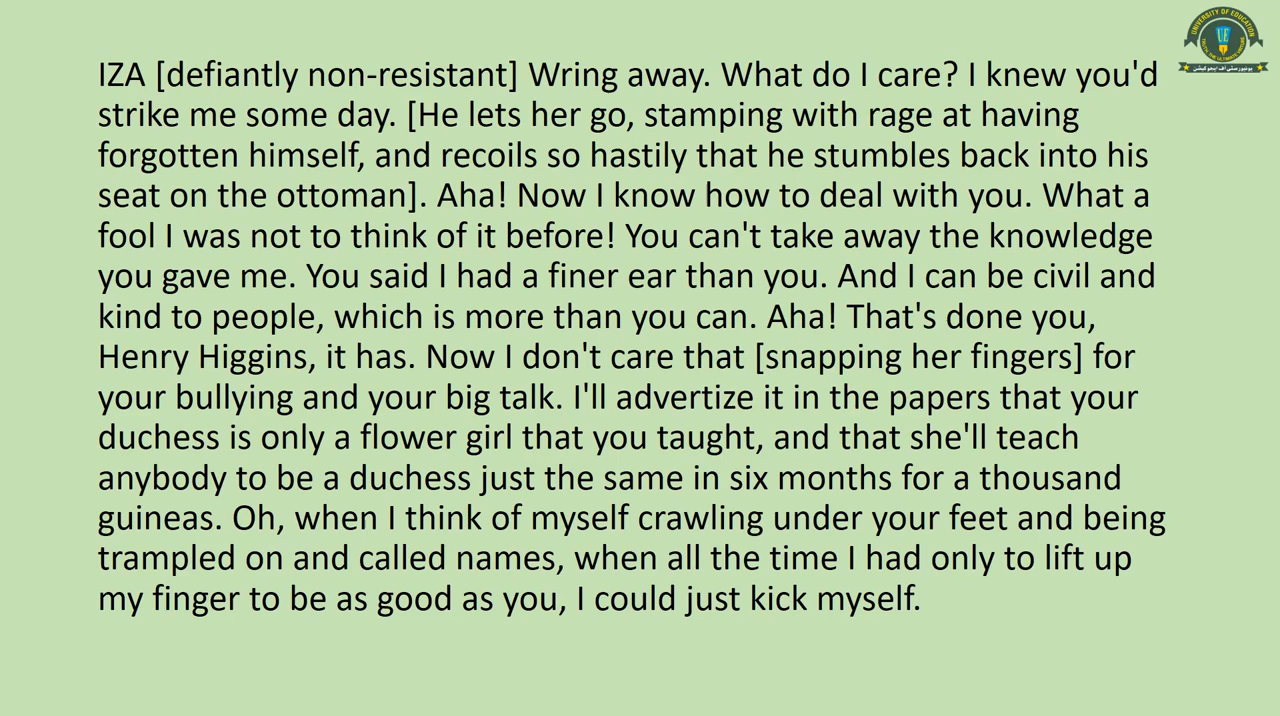 UNIVERSITY OF EDUCATION
UE
IZA [defiantly non-resistant] Wring away. What do I care? I knew you'd
strike me some day. [He lets her go, stamping with rage at having
forgotten himself, and recoils so hastily that he stumbles back into his
seat on the ottoman]. Aha! Now I know how to deal with you. What a
fool I was not to think of it before! You can't take away the knowledge
you gave me. You said I had a finer ear than you. And I can be civil and
kind to people, which is more than you can. Aha! That's done you,
Henry Higgins, it has. Now I don't care that [snapping her fingers] for
your bullying and your big talk. I'll advertize it in the papers that your
duchess is only a flower girl that you taught, and that she'll teach
anybody to be a duchess just the same in six months for a thousand
guineas. Oh, when I think of myself crawling under your feet and being
trampled on and called names, when all the time I had only to lift up
my finger to be as good as you, I could just kick myself.